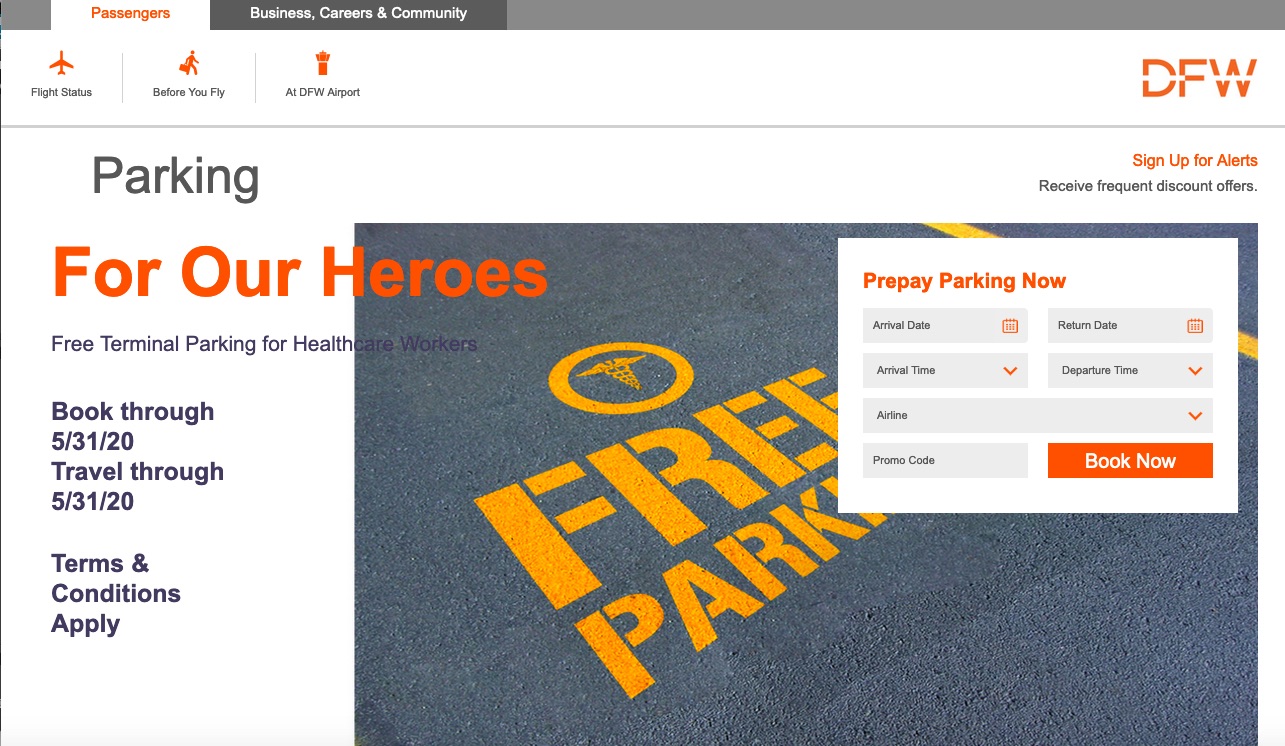 Passengers
Business, Careers & Community
Flight Status
Before You Fly
At DFW Airport
DFW
Parking
Sign Up for Alerts
Receive frequent discount offers.
For Our Heroes
Free Terminal Parking for Healthcare Workers
Book through
5/31/20
Travel through
5/31/20
Terms &
Conditions
Apply
FREE
PARKI
Prepay Parking Now
Arrival Date
Return Date
Arrival Time
Departure Time
Airline
Promo Code
Book Now